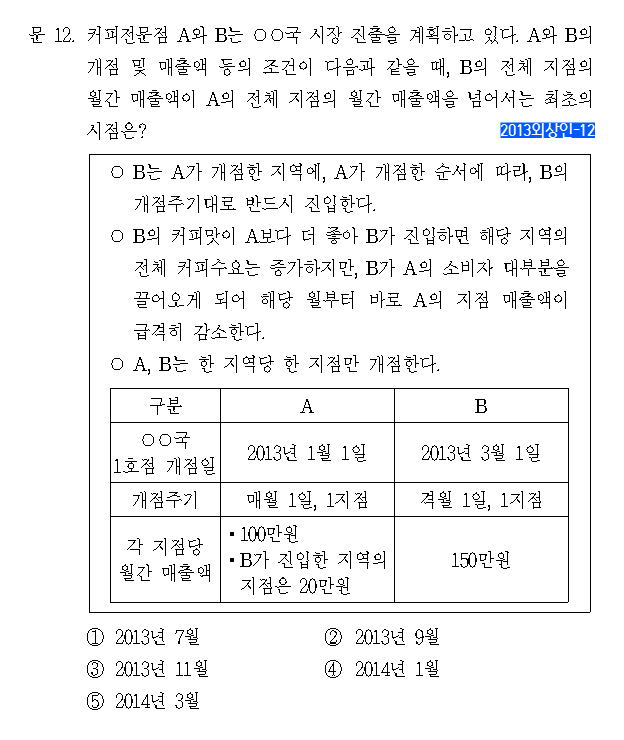 문 12. 커피전문점 A와 B는 ○○국 시장 진출을 계획하고 있다. A와 B의
개점 및 매출액 등의 조건이 다음과 같을 때, B의 전체 지점의
월간 매출액이 A의 전체 지점의 월간 매출액을 넘어서는 최초의
시점은?
2013외상인-12
○ B는 A가 개점한 지역에, A가 개점한 순서에 따라, B의
개점주기대로 반드시 진입한다.
○ B의 커피맛이 A보다 더 좋아 B가 진입하면 해당 지역의
전체 커피수요는 증가하지만, B가 A의 소비자 대부분을
끌어오게 되어 해당 월부터 바로 A의 지점 매출액이
급격히 감소한다.
○ A, B는 한 지역당 한 지점만 개점한다.
구분 A B
○○국
1호점 개점일 2013년 1월 1일 2013년 3월 1일
개점주기 매월 1일, 1지점 격월 1일, 1지점
각 지점당
월간 매출액
▪100만원
▪B가 진입한 지역의
지점은 20만원
150만원
① 2013년 7월 ② 2013년 9월
③ 2013년 11월 ④ 2014년 1월
⑤ 2014년 3월